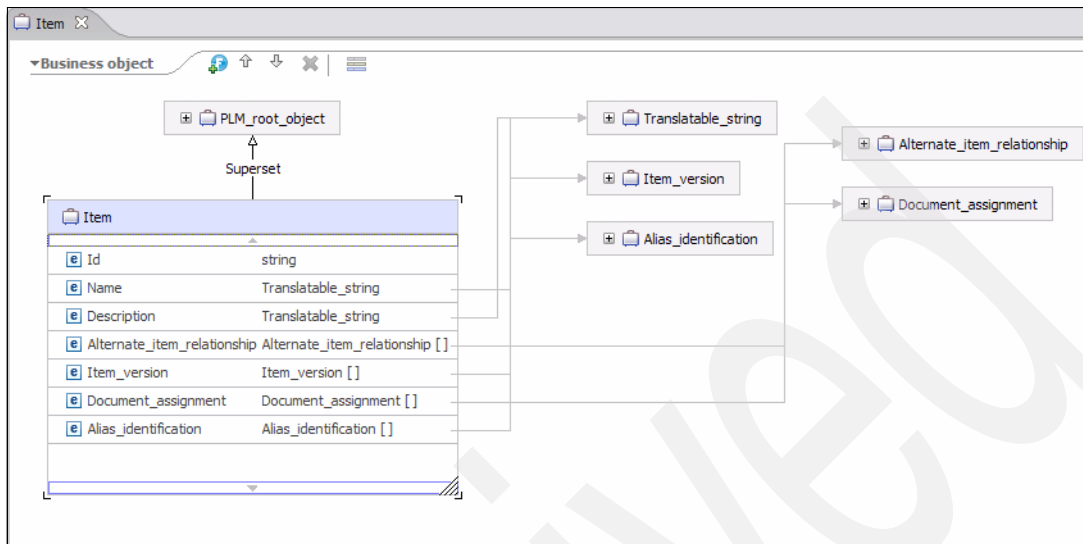 Item
Business object
PLM_root_object
Superset
Translatable_string
Item_version
Alias_identification
Alternate_item_relationship
Document_assignment
Item
Id string
Name Translatable_string
Description Translatable_string
Alternate_item_relationship Alternate_item_relationship []
Item_version Item_version []
Document_assignment Document_assignment []
Alias_identification Alias_identification []